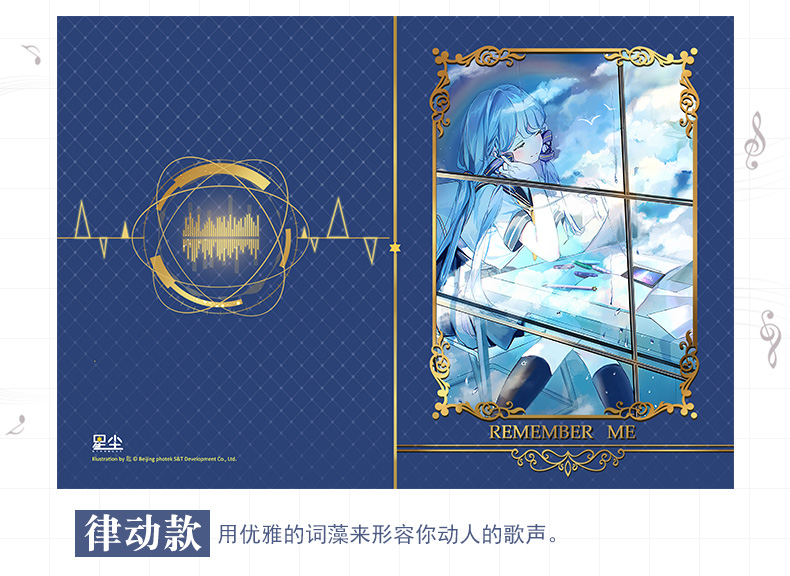 REMEMBER ME
星尘
Illustration by 彪 © Beijing photek S&T Development Co., Ltd.
律动款 用优雅的词藻来形容你动人的歌声。